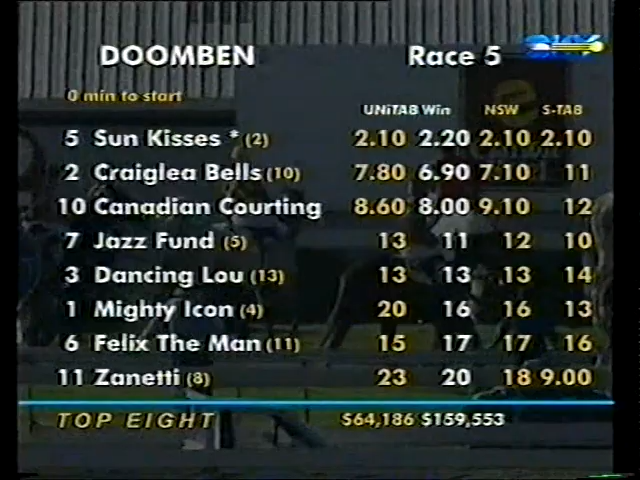 SKY
DOOMBEN Race 5
0 min to start UNiTAB Win NSW S-TAB
5 Sun Kisses * (2) 2.10 2.20 2.10 2.10
2 Craiglea Bells (10) 7.80 6.90 7.10 11
10 Canadian Courting 8.60 8.00 9.10 12
7 Jazz Fund (5) 13 11 12 10
3 Dancing Lou (13) 13 13 13 14
1 Mighty Icon (4) 20 16 16 13
6 Felix The Man (11) 15 17 17 16
11 Zanetti (8) 23 20 18 9.00
TOP EIGHT $64,186 $159,553